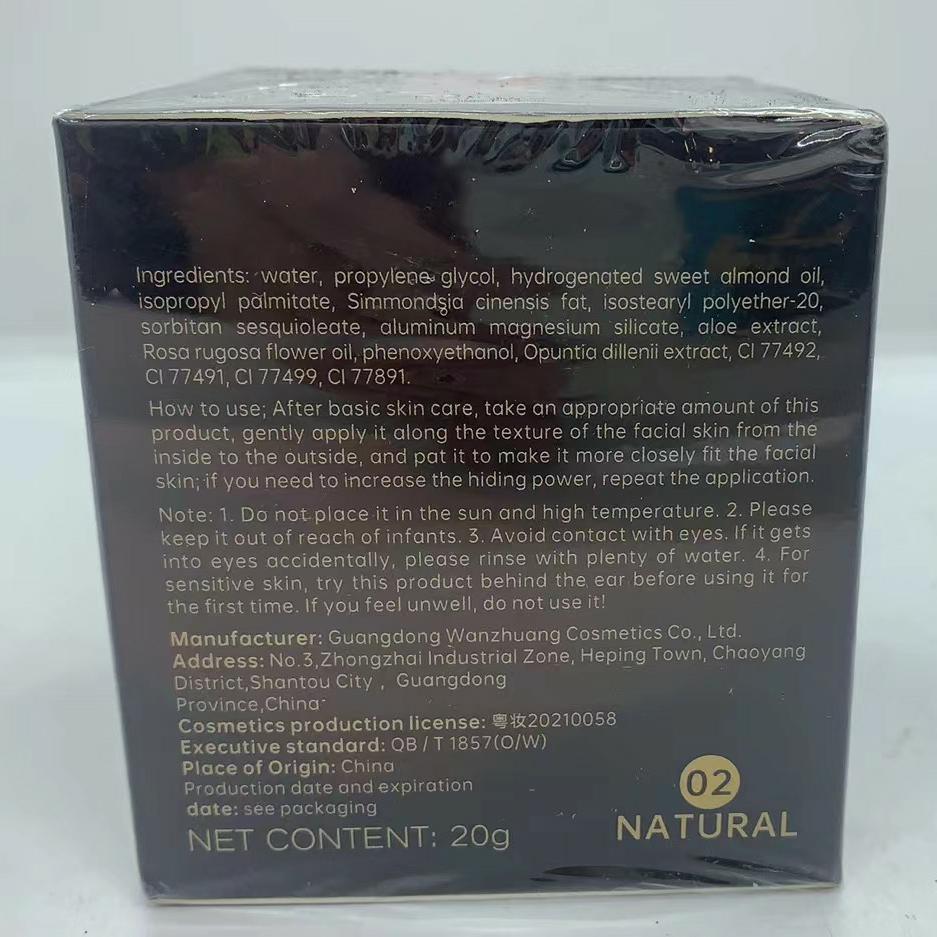 Ingredients: water, propylene glycol, hydrogenated sweet almond oil,
isopropyl palmitate, Simmondsia cinensis fat, isostearyl polyether-20,
sorbitan sesquioleate, aluminum magnesium silicate, aloe extract,
Rosa rugosa flower oil, phenoxyethanol, Opuntia dillenii extract, CI 77492,
CI 77491, CI 77499, CI 77891.
How to use; After basic skin care, take an appropriate amount of this
product, gently apply it along the texture of the facial skin from the
inside to the outside, and pat it to make it more closely fit the facial
skin; if you need to increase the hiding power, repeat the application.
Note: 1. Do not place it in the sun and high temperature. 2. Please
keep it out of reach of infants. 3. Avoid contact with eyes. If it gets
into eyes accidentally, please rinse with plenty of water. 4. For
sensitive skin, try this product behind the ear before using it for
the first time. If you feel unwell, do not use it!
Manufacturer: Guangdong Wanzhuang Cosmetics Co., Ltd.
Address: No.3,Zhongzhai Industrial Zone, Heping Town, Chaoyang
District,Shantou City , Guangdong
Province,China
Cosmetics production license: 粤妆20210058
Executive standard: QB/T 1857(O/W)
Place of Origin: China
Production date and expiration
date: see packaging
NET CONTENT: 20g
02
NATURAL